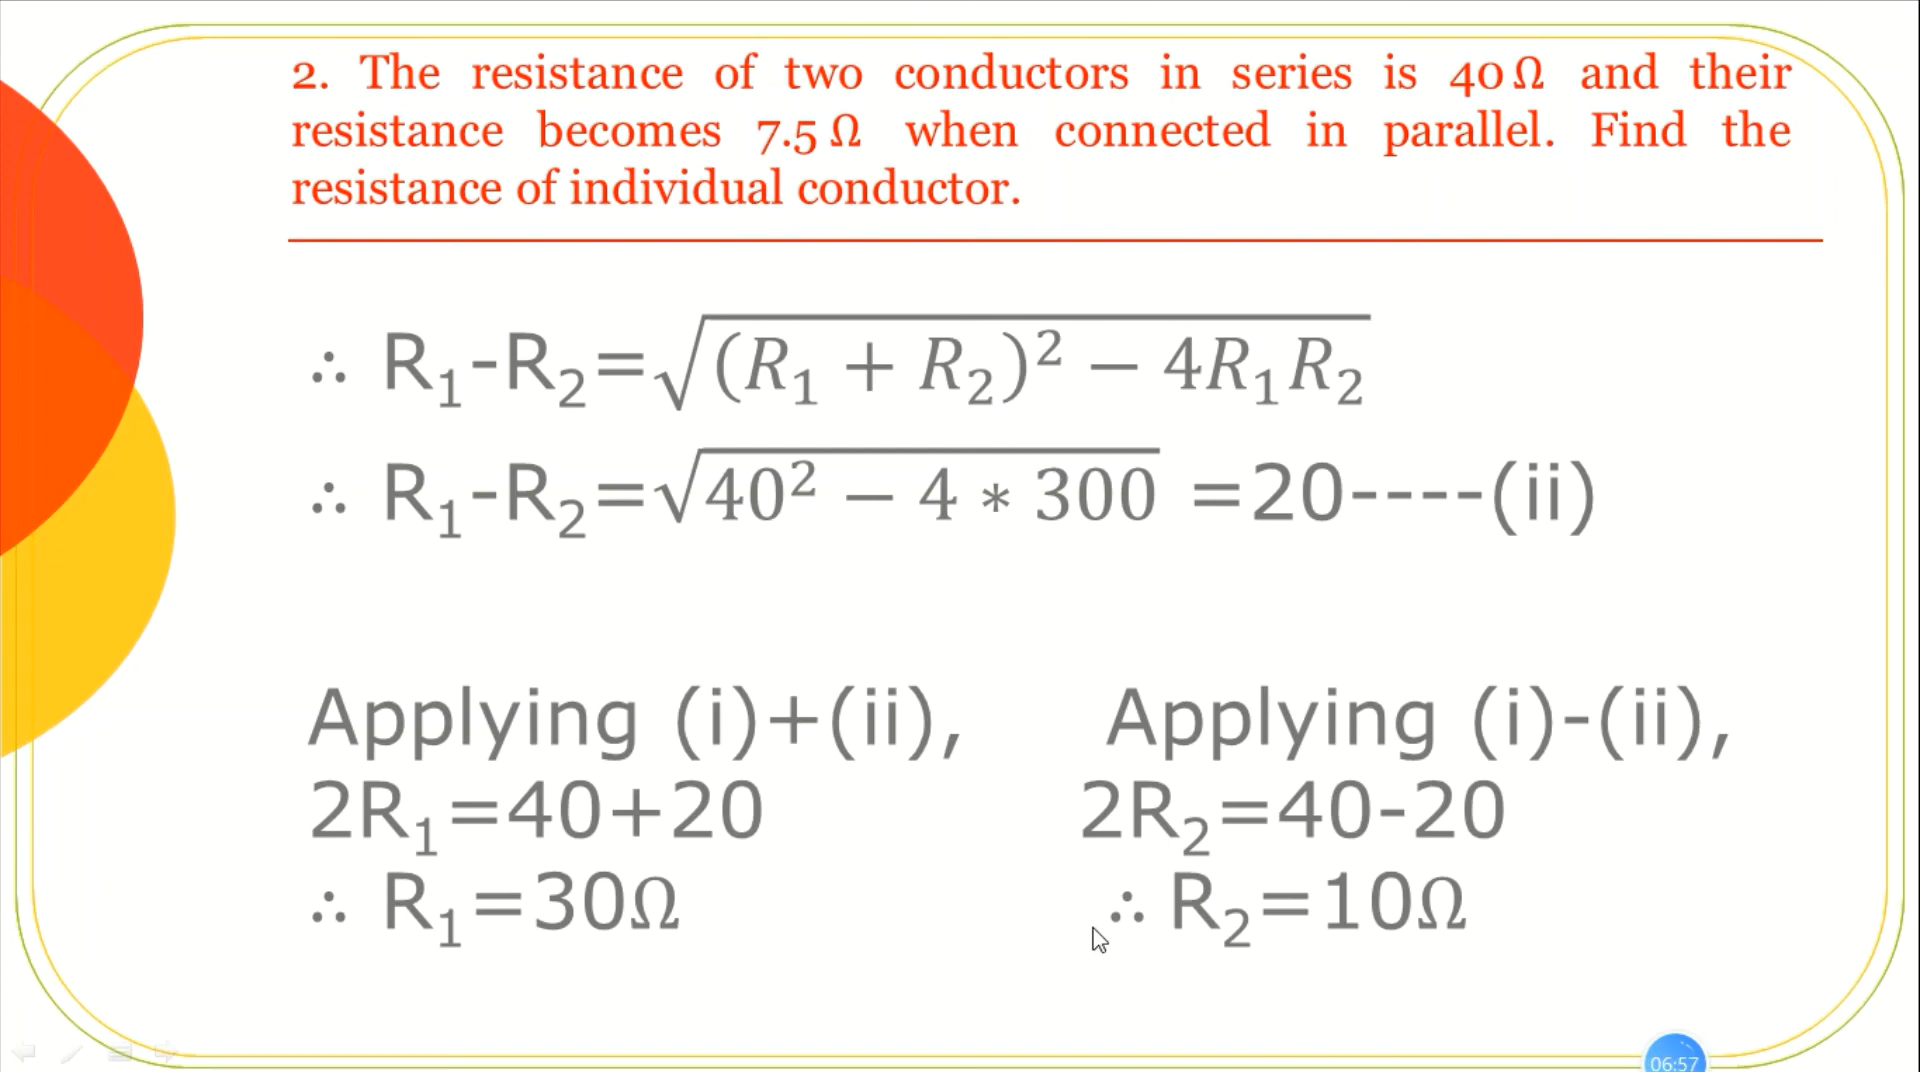 2. The resistance of two conductors in series is 40 Ω and their
resistance becomes 7.5 Ω when connected in parallel. Find the
resistance of individual conductor.
∴ R₁-R₂=√(R₁ + R₂)² − 4R₁R₂
∴ R₁-R₂=√40² − 4 ∗ 300 =20----(ii)
Applying (i)+(ii), Applying (i)-(ii),
2R₁=40+20 2R₂=40-20
∴ R₁=30Ω ∴ R₂=10Ω
06:57